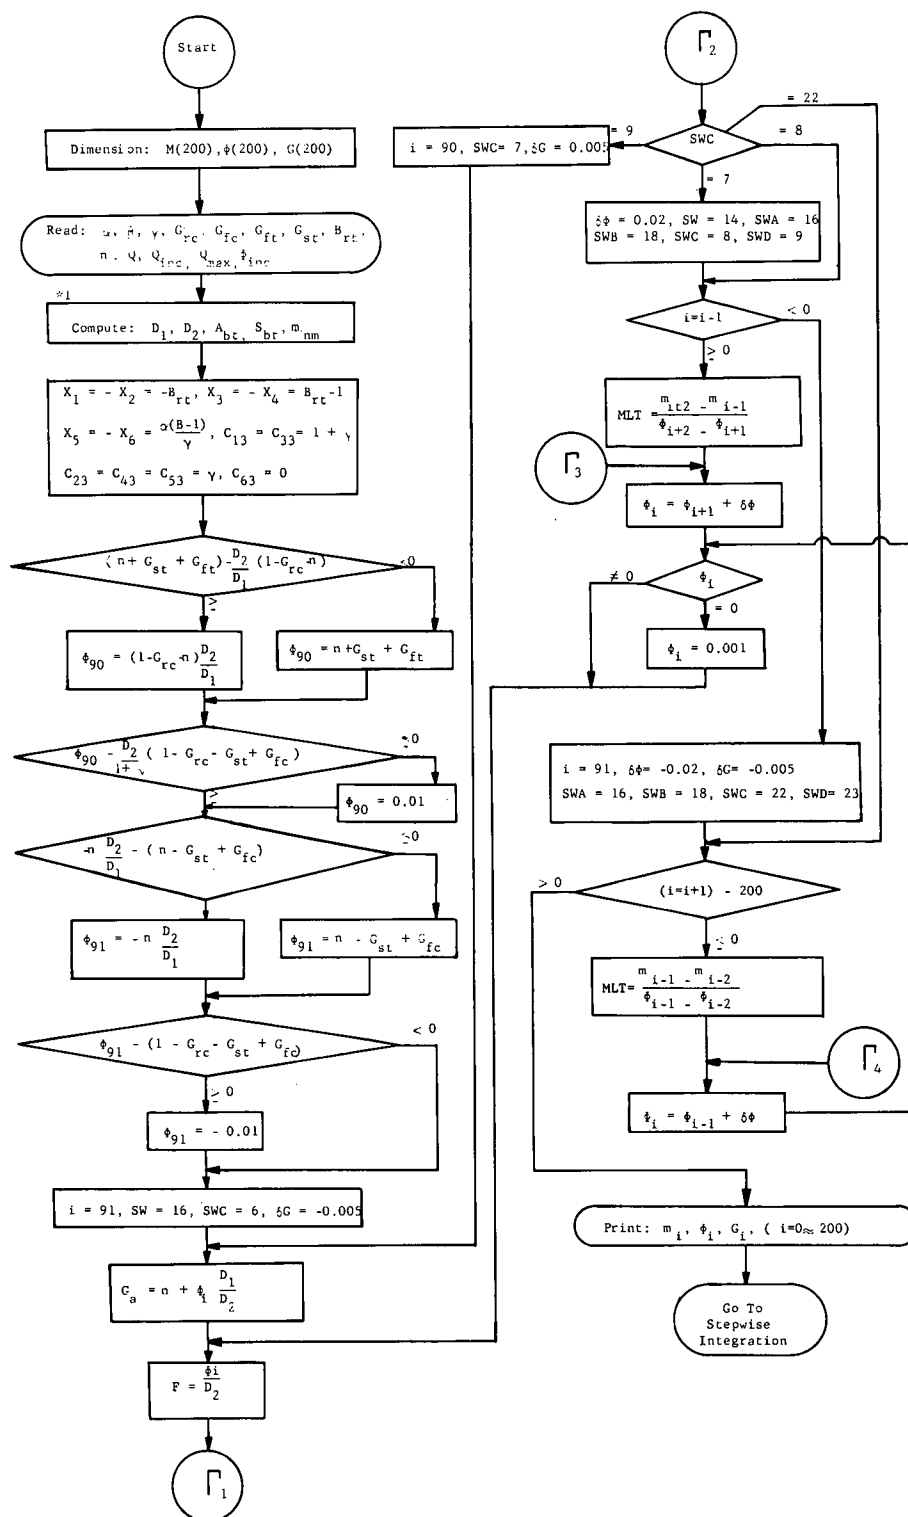 Start
Dimension: M(200), ϕ(200), G(200)
Read: α, β, γ, G_rc, G_fc, G_ft, G_st, B_rt,
n, Q, Q_inc, Q_max, Φ_inc
*1
Compute: D_1, D_2, A_bt, S_br, m_nm
X_1 = - X_2 = -B_rt, X_3 = - X_4 = B_rt-1
X_5 = - X_6 = α(B-1)/γ, C_13 = C_33 = 1 + γ
C_23 = C_43 = C_53 = γ, C_63 = 0
(n + G_st + G_ft) - D_2/D_1 (1-G_rc-n)
<0
≥
ϕ_90 = (1-G_rc-n) D_2/D_1
ϕ_90 = n+G_st + G_ft
ϕ_90 - D_2/1+γ ( 1- G_rc - G_st + G_fc )
≤0
>
ϕ_90 = 0.01
-n D_2/D_1 - ( n - G_st + G_fc )
≤0
ϕ_91 = - n D_2/D_1
ϕ_91 = n - G_st + G_fc
ϕ_91 - (1 - G_rc - G_st + G_fc)
< 0
≥ 0
ϕ_91 = - 0.01
i = 91, SW = 16, SWC = 6, δG = -0.005
G_a = n + ϕ_i D_1/D_2
F = Φi/D_2
Γ_1
Γ_2
= 22
SWC
= 9
= 8
= 7
i = 90, SWC= 7, δG = 0.005
δΦ = 0.02, SW = 14, SWA = 16
SWB = 18, SWC = 8, SWD = 9
i=i-1
< 0
≥ 0
MLT = m_it2 - m_i-1 / Φ_i+2 - Φ_i+1
Γ_3
Φ_i = Φ_i+1 + δΦ
Φ_i
≠ 0
= 0
Φ_i = 0.001
i = 91, δΦ= -0.02, δG= -0.005
SWA = 16, SWB = 18, SWC = 22, SWD= 23
(i=i+1) - 200
> 0
≤ 0
MLT= m_i-1 - m_i-2 / Φ_i-1 - Φ_i-2
Γ_4
Φ_i = Φ_i-1 + δΦ
Print: m_i, Φ_i, G_i, ( i=0≈ 200)
Go To
Stepwise
Integration